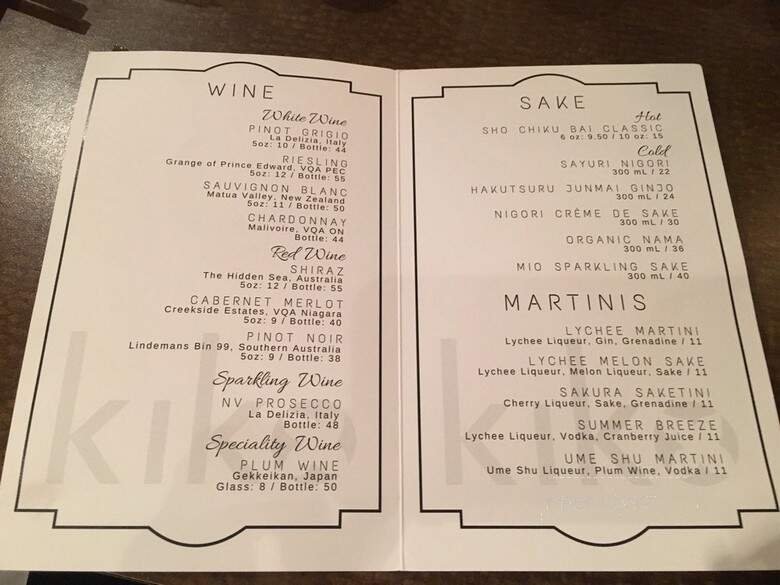 WINE
White Wine
PINOT GRIGIO
La Delizia, Italy
5oz: 10 / Bottle: 44
RIESLING
Grange of Prince Edward, VQA PEC
5oz: 12 / Bottle: 55
SAUVIGNON BLANC
Matua Valley, New Zealand
5oz: 11 / Bottle: 50
CHARDONNAY
Malivoire, VQA ON
Bottle: 44
Red Wine
SHIRAZ
The Hidden Sea, Australia
5oz: 12 / Bottle: 55
CABERNET MERLOT
Creekside Estates, VQA Niagara
5oz: 9 / Bottle: 40
PINOT NOIR
Lindemans Bin 99, Southern Australia
5oz: 9 / Bottle: 38
Sparkling Wine
NV PROSECCO
La Delizia, Italy
Bottle: 48
Speciality Wine
PLUM WINE
Gekkeikan, Japan
Glass: 8 / Bottle: 50
SAKE
Hot
SHO CHIKU BAI CLASSIC
6 oz: 9.50 / 10 oz: 15
Cold
SAYURI NIGORI
300 mL / 22
HAKUTSURU JUNMAI GINJO
300 mL / 24
NIGORI CRÈME DE SAKE
300 mL / 30
ORGANIC NAMA
300 mL / 36
MIO SPARKLING SAKE
300 mL / 40
MARTINIS
LYCHEE MARTINI
Lychee Liqueur, Gin, Grenadine / 11
LYCHEE MELON SAKE
Lychee Liqueur, Melon Liqueur, Sake / 11
SAKURA SAKETINI
Cherry Liqueur, Sake, Grenadine / 11
SUMMER BREEZE
Lychee Liqueur, Vodka, Cranberry Juice / 11
UME SHU MARTINI
Ume Shu Liqueur, Plum Wine, Vodka / 11